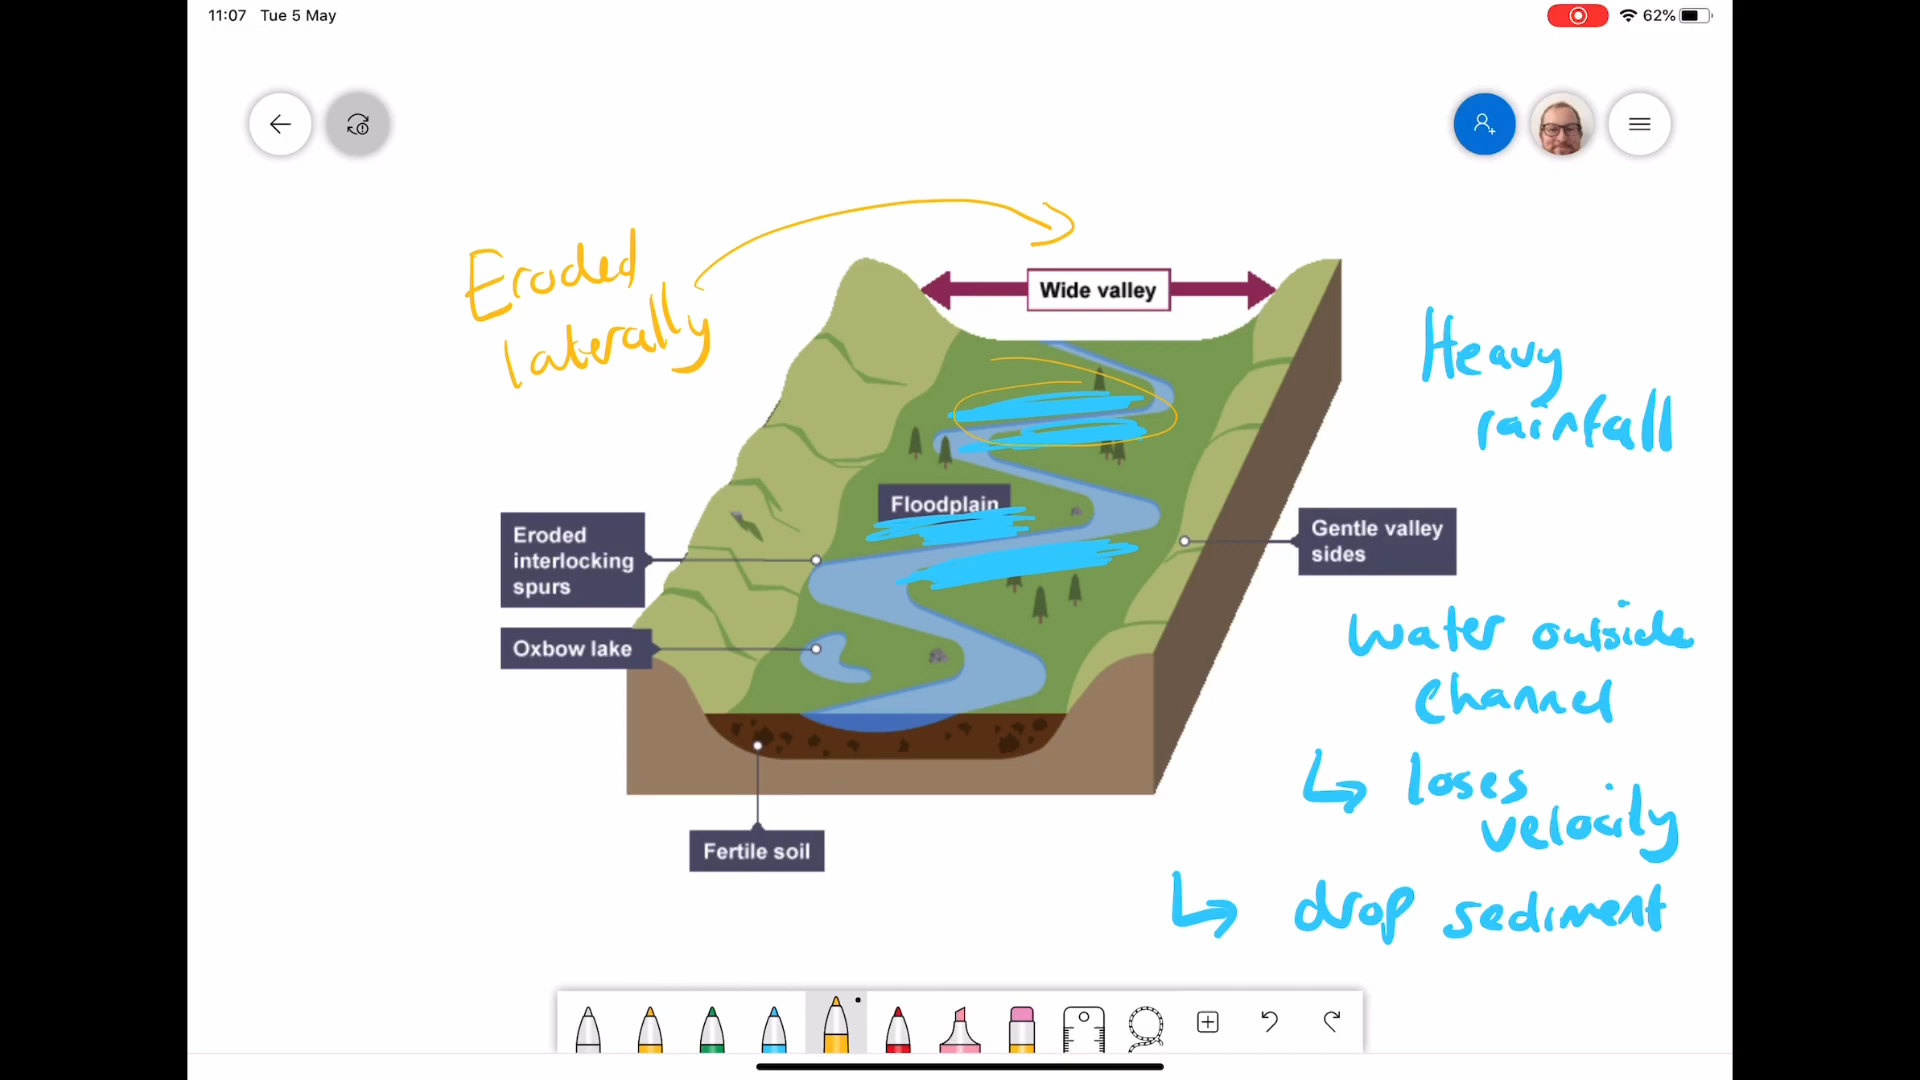 11:07 Tue 5 May
62%
Eroded
laterally
Wide valley
Heavy
rainfall
Floodplain
Eroded
interlocking
spurs
Gentle valley
sides
Oxbow lake
water outside
channel
↳ loses
velocity
Fertile soil
↳ drop sediment